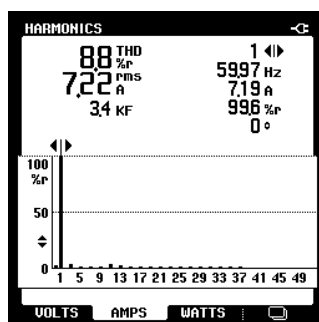 HARMONICS
8.8 THD %r
7.22 rms A
3.4 KF
1
59.97 Hz
7.19 A
99.6 %r
0 °
100
%r
50
0
1 5 9 13 17 21 25 29 33 37 41 45 49
VOLTS AMPS WATTS